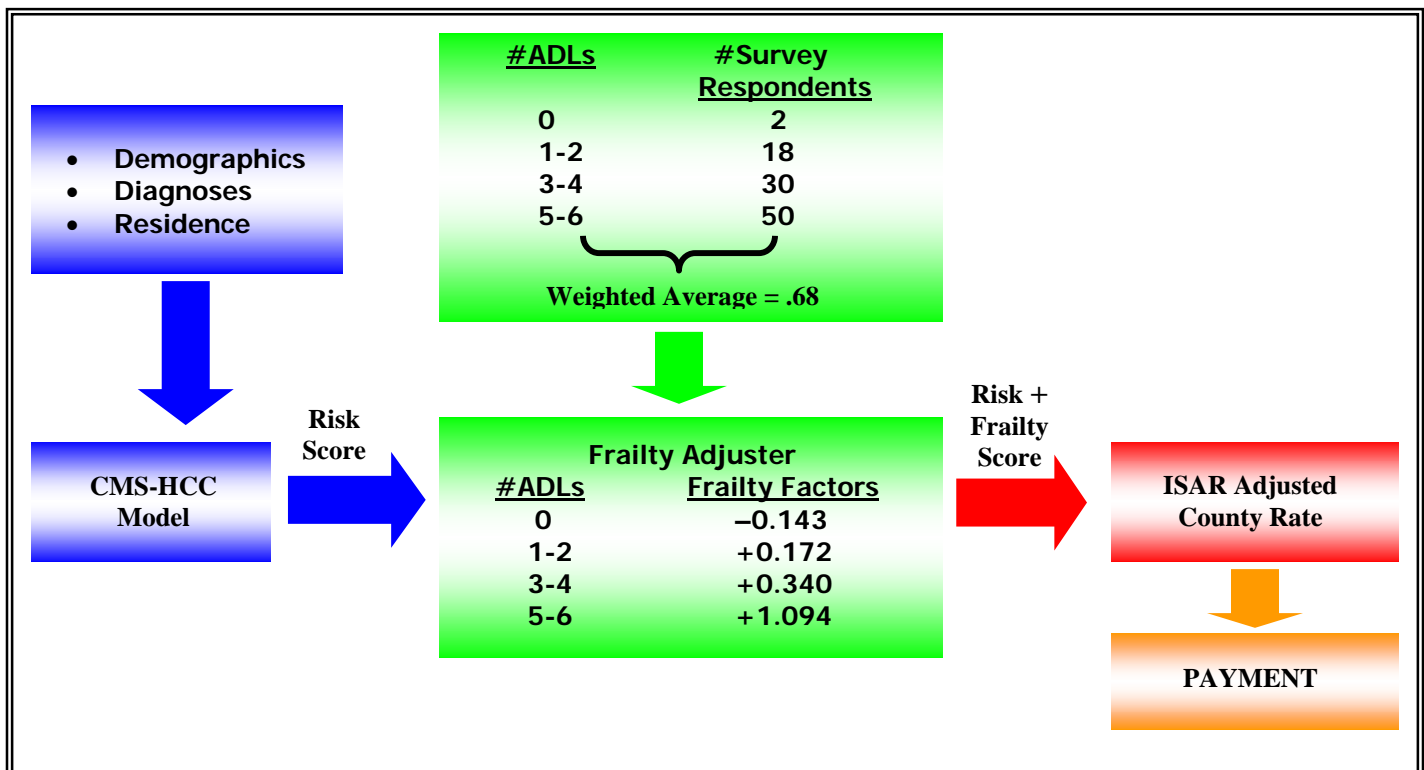 • Demographics
• Diagnoses
• Residence
#ADLs #Survey
Respondents
0 2
1-2 18
3-4 30
5-6 50
Weighted Average = .68
CMS-HCC
Model
Risk
Score
Frailty Adjuster
#ADLs Frailty Factors
0 –0.143
1-2 +0.172
3-4 +0.340
5-6 +1.094
Risk +
Frailty
Score
ISAR Adjusted
County Rate
PAYMENT